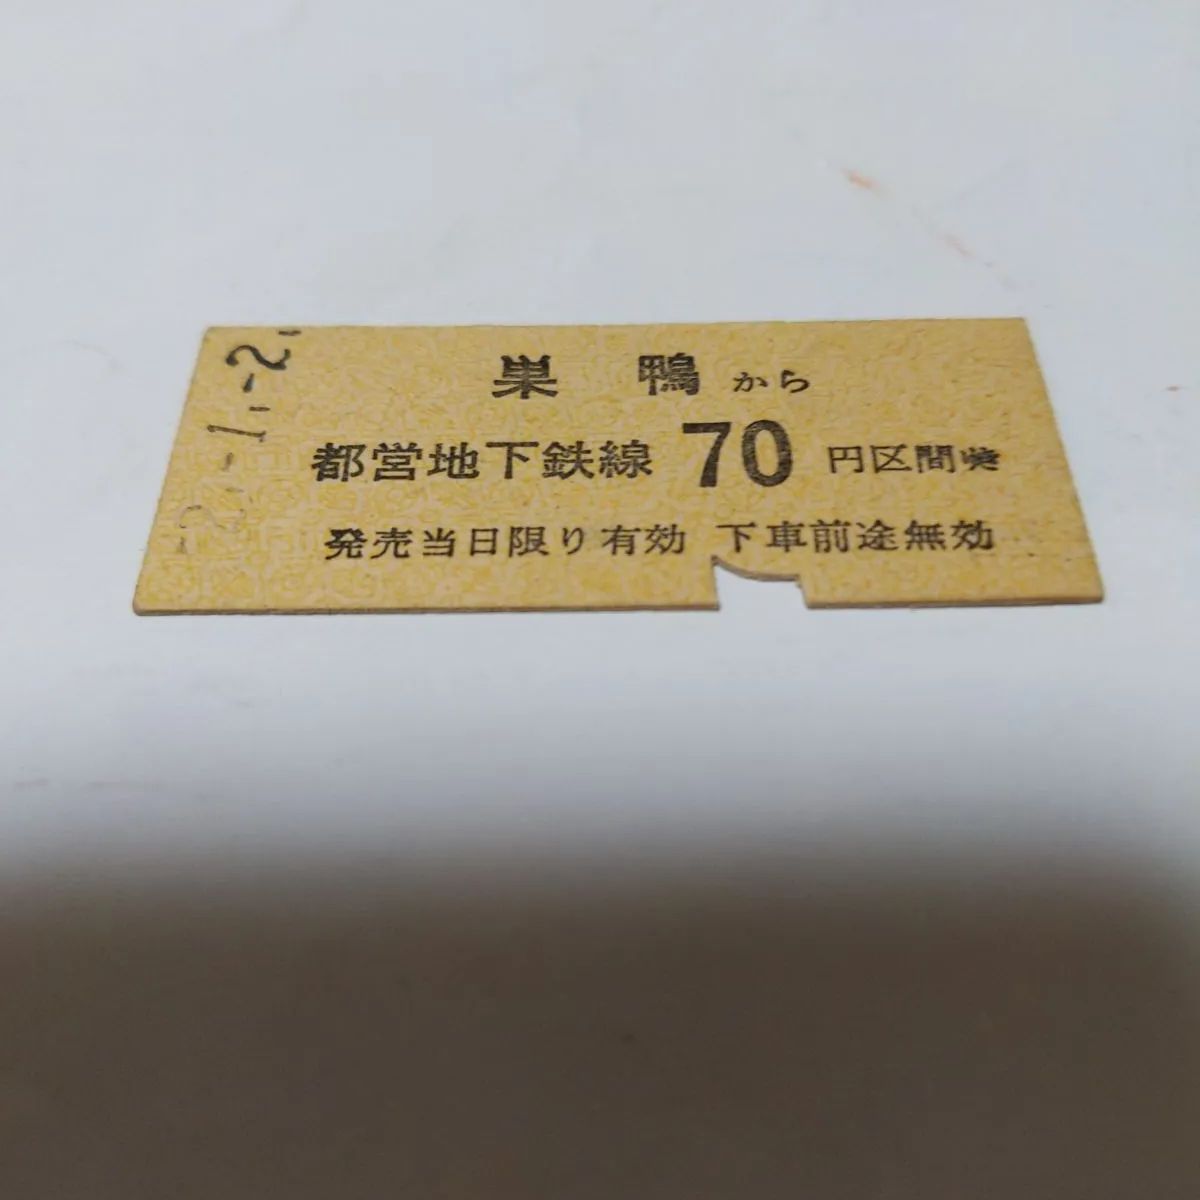 巣鴨から
都営地下鉄線 70 円区間
発売当日限り有効 下車前途無効